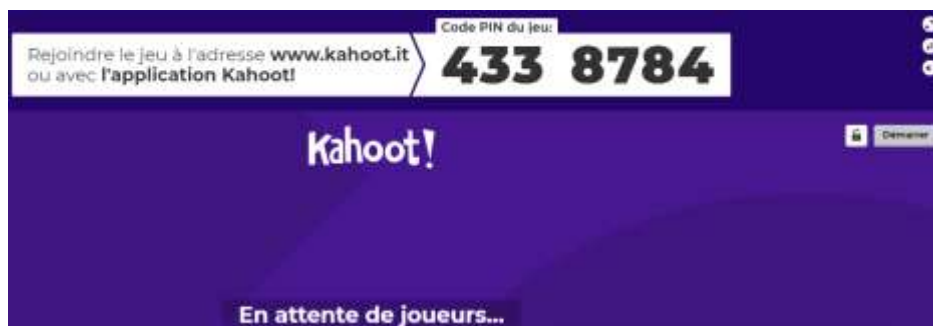 Code PIN du jeu:
Rejoindre le jeu à l'adresse www.kahoot.it
ou avec l'application Kahoot!
433 8784
Kahoot!
Démarrer
En attente de joueurs...